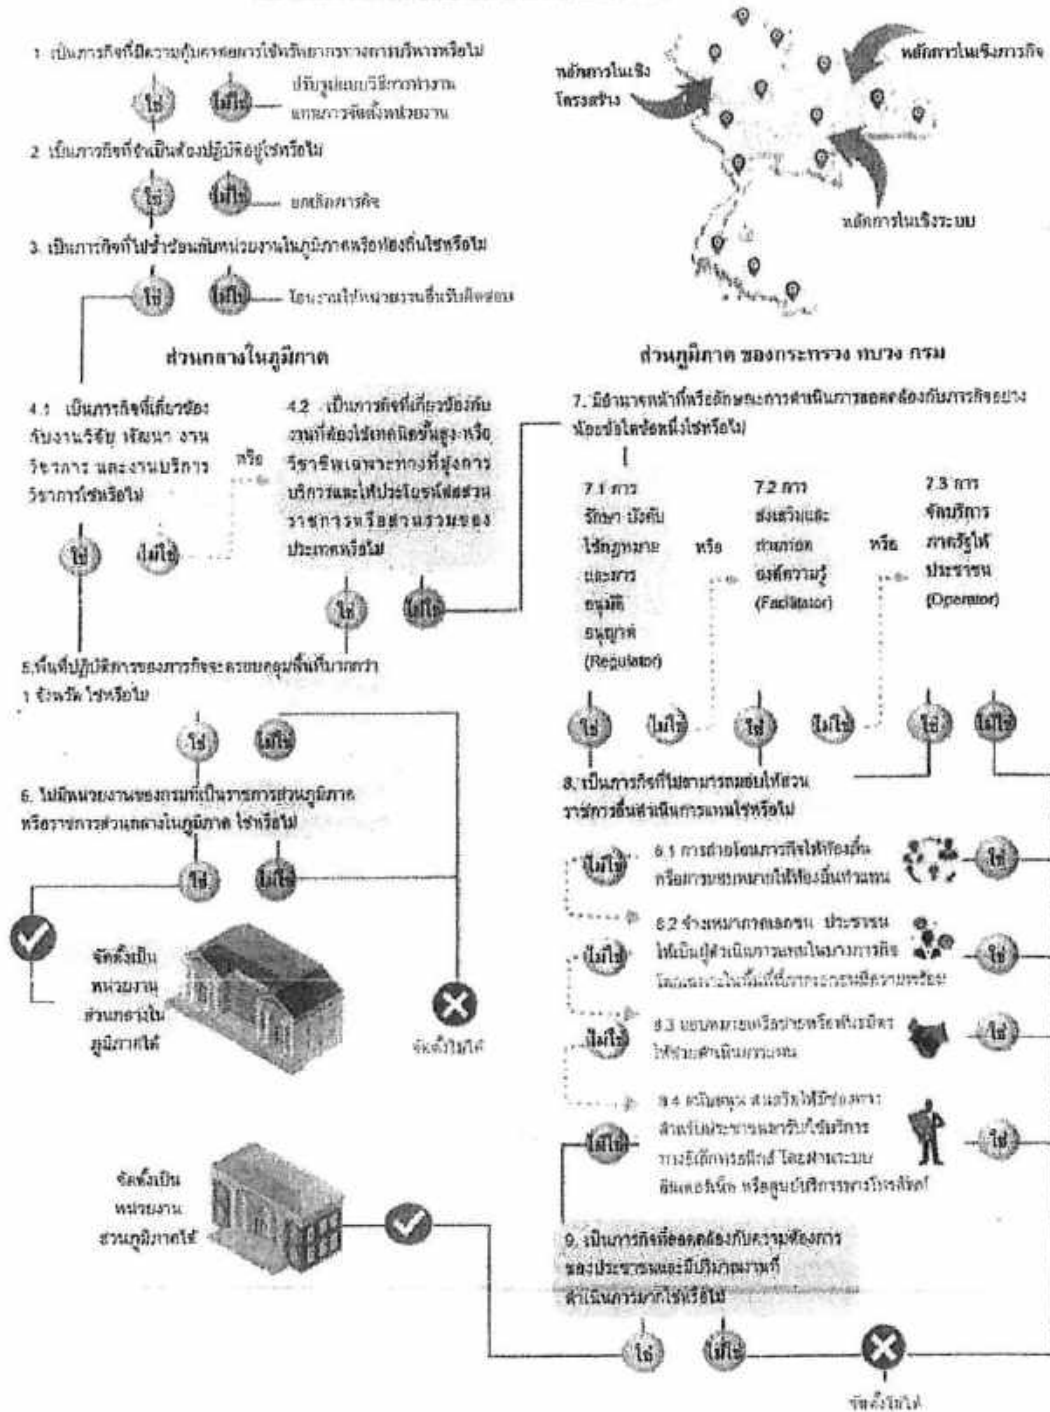 1 เป็นภารกิจที่มีความคุ้มค่าต่อการใช้ทรัพยากรทางการบริหารหรือไม่
ใช่ ไม่ใช่ ปรับรูปแบบวิธีการทำงาน
แทนการจัดตั้งหน่วยงาน
2 เป็นภารกิจที่จำเป็นต้องปฏิบัติอยู่ใช่หรือไม่
ใช่ ไม่ใช่ ยกเลิกภารกิจ
3. เป็นภารกิจที่ไม่ซ้ำซ้อนกับหน่วยงานในภูมิภาคหรือท้องถิ่นใช่หรือไม่
ใช่ ไม่ใช่ โอนงานให้หน่วยงานอื่นรับผิดชอบ
หลักการในเชิง
โครงสร้าง
หลักการในเชิงภารกิจ
หลักการในเชิงระบบ
ส่วนกลางในภูมิภาค
4.1 เป็นภารกิจที่เกี่ยวข้อง
กับงานวิจัย พัฒนา งาน
วิชาการ และงานบริการ
วิชาการใช่หรือไม่
ใช่ ไม่ใช่
หรือ
4.2 เป็นภารกิจที่เกี่ยวข้องกับ
งานที่ต้องใช้เทคนิคชั้นสูง หรือ
วิชาชีพเฉพาะทางที่มุ่งการ
บริการและให้ประโยชน์ต่อส่วน
ราชการหรือส่วนรวมของ
ประเทศหรือไม่
ใช่ ไม่ใช่
5.พื้นที่ปฏิบัติการของภารกิจจะครอบคลุมพื้นที่มากกว่า
1 จังหวัด ใช่หรือไม่
ใช่ ไม่ใช่
6. ไม่มีหน่วยงานของกรมที่เป็นราชการส่วนภูมิภาค
หรือราชการส่วนกลางในภูมิภาค ใช่หรือไม่
ใช่ ไม่ใช่
จัดตั้งเป็น
หน่วยงาน
ส่วนกลางใน
ภูมิภาคได้
จัดตั้งไม่ได้
จัดตั้งเป็น
หน่วยงาน
ส่วนภูมิภาคได้
ส่วนภูมิภาค ของกระทรวง ทบวง กรม
7. มีอำนาจหน้าที่หรือลักษณะการดำเนินการสอดคล้องกับภารกิจอย่าง
น้อยข้อใดข้อหนึ่งใช่หรือไม่
7.1 การ
รักษา บังคับ
ใช้กฎหมาย
และการ
อนุมัติ
อนุญาต
(Regulator)
หรือ
7.2 การ
ส่งเสริมและ
ถ่ายทอด
องค์ความรู้
(Facilitator)
หรือ
7.3 การ
จัดบริการ
ภาครัฐให้
ประชาชน
(Operator)
ใช่ ไม่ใช่ ใช่ ไม่ใช่ ใช่ ไม่ใช่
8. เป็นภารกิจที่ไม่สามารถมอบให้ส่วน
ราชการอื่นดำเนินการแทนใช่หรือไม่
8.1 การถ่ายโอนภารกิจให้ท้องถิ่น
หรือการมอบหมายให้ท้องถิ่นทำแทน
ไม่ใช่ ใช่
8.2 จ้างเหมาภาคเอกชน ประชาชน
ให้เป็นผู้ดำเนินการแทนในบางภารกิจ
ไม่ใช่ ใช่
8.3 มอบหมายเครือข่ายหรือพันธมิตร
ให้ช่วยดำเนินการแทน
ไม่ใช่ ใช่
8.4 สนับสนุน ส่งเสริมให้มีช่องทาง
สำหรับประชาชนมารับ/ใช้บริการ
ทางอิเล็กทรอนิกส์ โดยผ่านระบบ
อินเตอร์เน็ต หรือศูนย์บริการทางโทรศัพท์
ไม่ใช่ ใช่
9. เป็นภารกิจที่สอดคล้องกับความต้องการ
ของประชาชนและมีปริมาณงานที่
ดำเนินการมากใช่หรือไม่
ใช่ ไม่ใช่
จัดตั้งไม่ได้